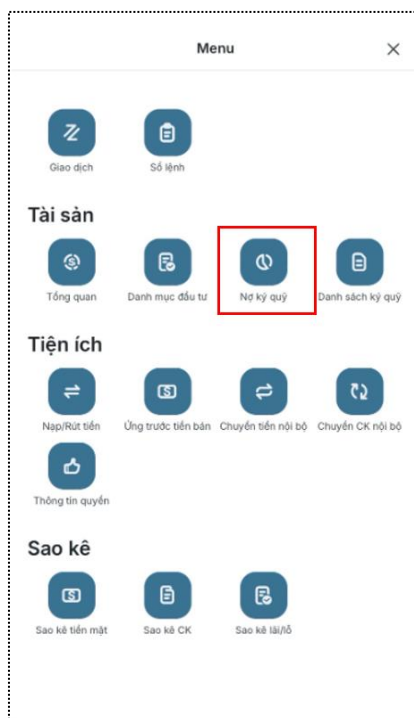 Menu
Giao dịch
Sổ lệnh
Tài sản
Tổng quan
Danh mục đầu tư
Nợ ký quỹ
Danh sách ký quỹ
Tiện ích
Nạp/Rút tiền
Ứng trước tiền bán
Chuyển tiền nội bộ
Chuyển CK nội bộ
Thông tin quyền
Sao kê
Sao kê tiền mặt
Sao kê CK
Sao kê lãi/lỗ